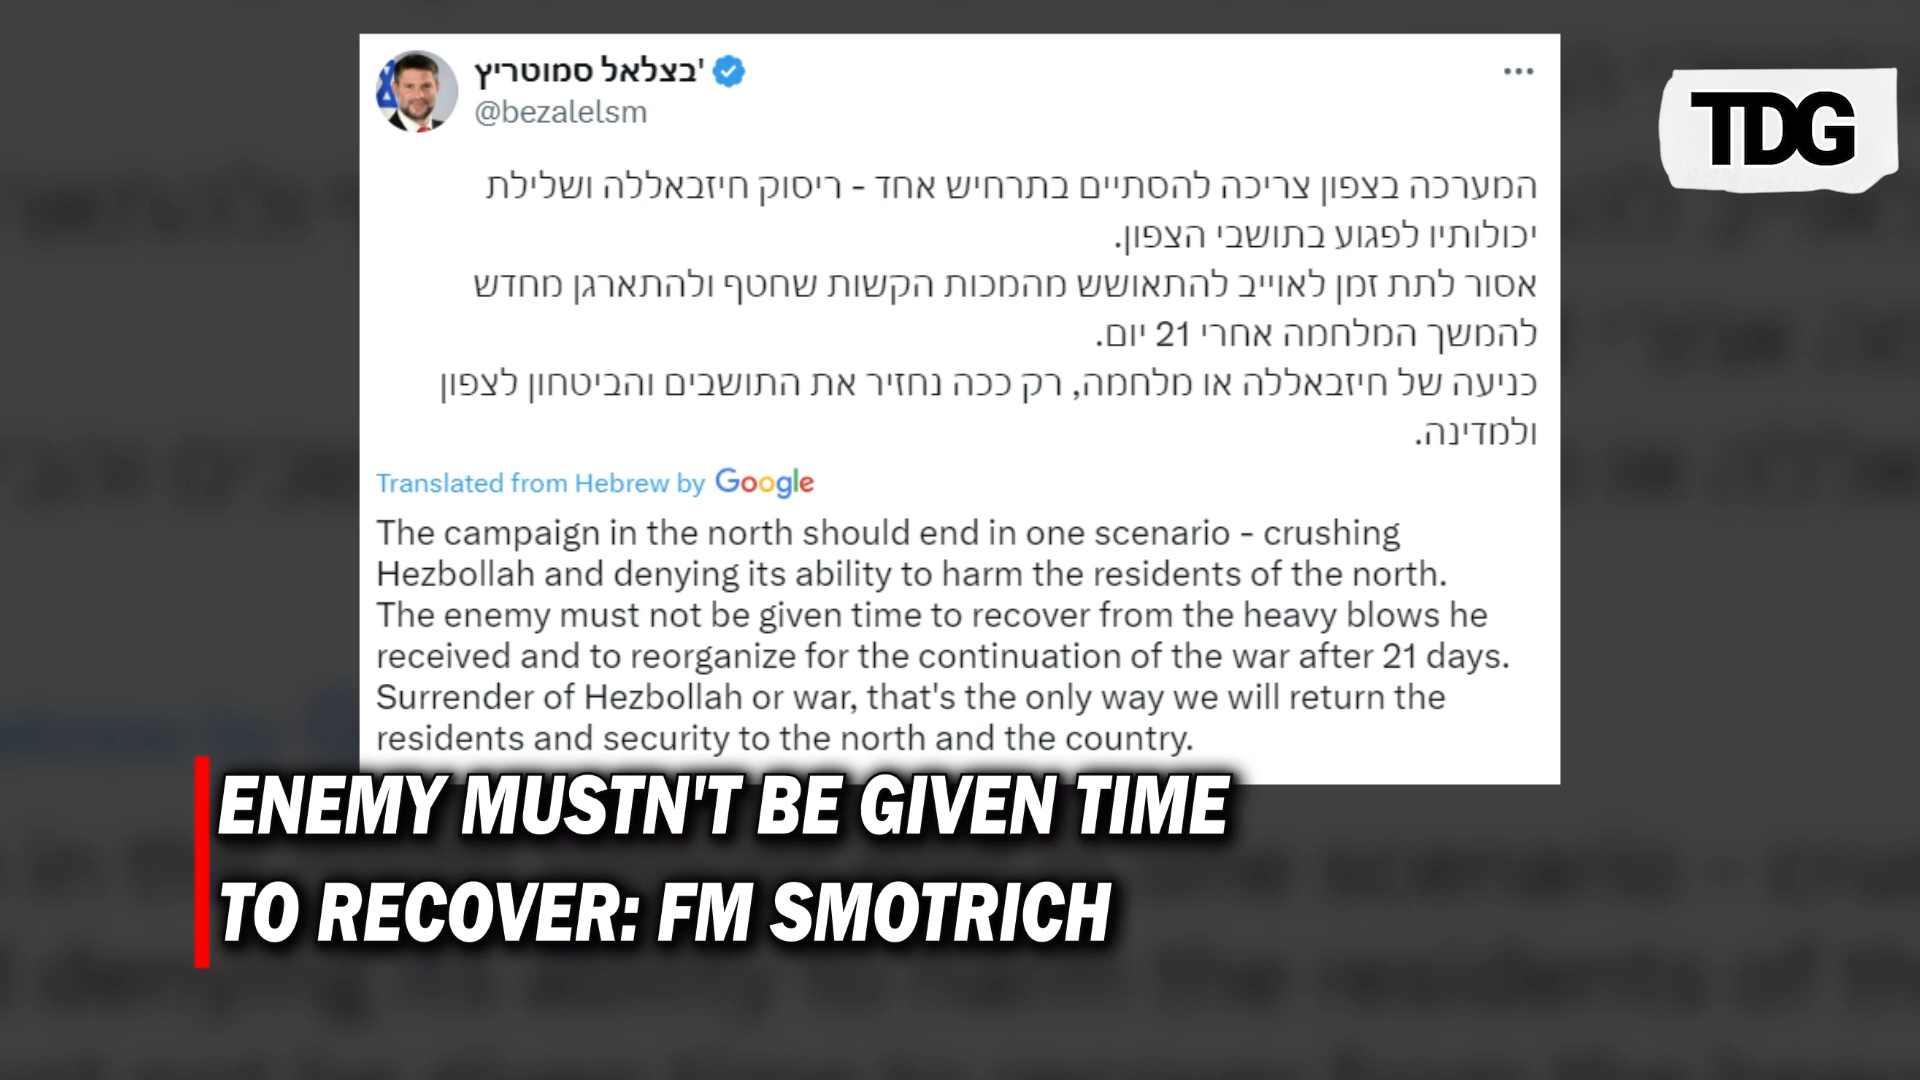 בצלאל סמוטריץ'
@bezalelsm
TDG
המערכה בצפון צריכה להסתיים בתרחיש אחד - ריסוק חיזבאללה ושלילת
יכולותיו לפגוע בתושבי הצפון.
אסור לתת זמן לאוייב להתאושש מהמכות הקשות שחטף ולהתארגן מחדש
להמשך המלחמה אחרי 21 יום.
כניעה של חיזבאללה או מלחמה, רק ככה נחזיר את התושבים והביטחון לצפון
ולמדינה.
Translated from Hebrew by Google
The campaign in the north should end in one scenario - crushing
Hezbollah and denying its ability to harm the residents of the north.
The enemy must not be given time to recover from the heavy blows he
received and to reorganize for the continuation of the war after 21 days.
Surrender of Hezbollah or war, that's the only way we will return the
residents and security to the north and the country.
ENEMY MUSTN'T BE GIVEN TIME
TO RECOVER: FM SMOTRICH